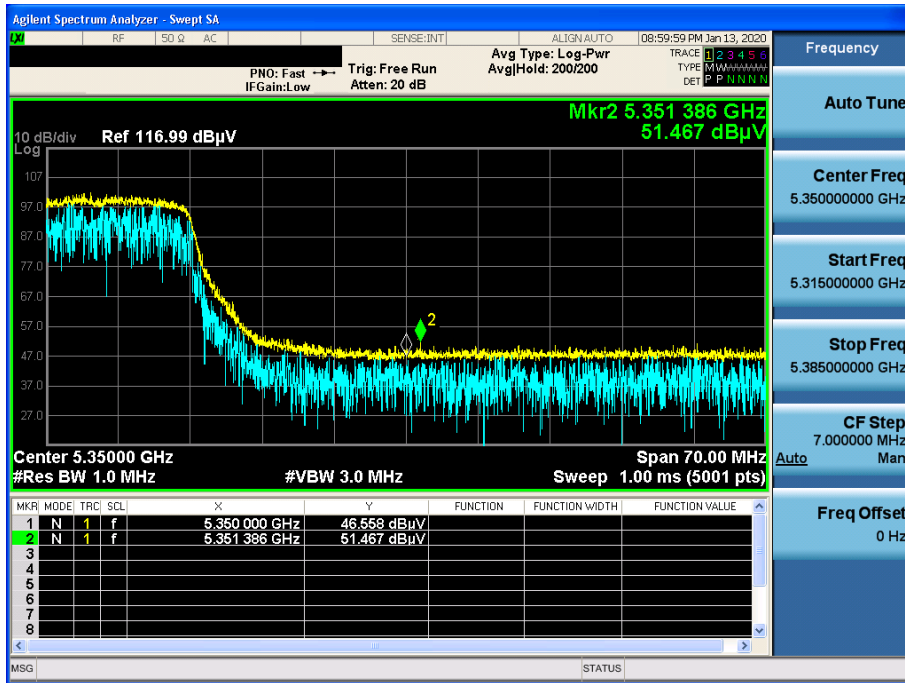 Agilent Spectrum Analyzer - Swept SA
LXI RF 50 Ω AC SENSE:INT ALIGN AUTO 08:59:59 PM Jan 13, 2020
Frequency
PNO: Fast
IFGain:Low
Trig: Free Run
Atten: 20 dB
Avg Type: Log-Pwr
Avg|Hold: 200/200
TRACE 1 2 3 4 5 6
TYPE M W W W W W
DET P P N N N N
Auto Tune
Mkr2 5.351 386 GHz
51.467 dBµV
10 dB/div Ref 116.99 dBµV
Log
107
97.0
87.0
77.0
67.0
57.0
47.0
37.0
27.0
2
Center 5.35000 GHz
Span 70.00 MHz
#Res BW 1.0 MHz
#VBW 3.0 MHz
Sweep 1.00 ms (5001 pts)
Center Freq
5.350000000 GHz
Start Freq
5.315000000 GHz
Stop Freq
5.385000000 GHz
CF Step
7.000000 MHz
Auto Man
Freq Offset
0 Hz
MKR MODE TRC SCL X Y FUNCTION FUNCTION WIDTH FUNCTION VALUE
1 N 1 f 5.350 000 GHz 46.558 dBµV
2 N 1 f 5.351 386 GHz 51.467 dBµV
3
4
5
6
7
8
MSG STATUS